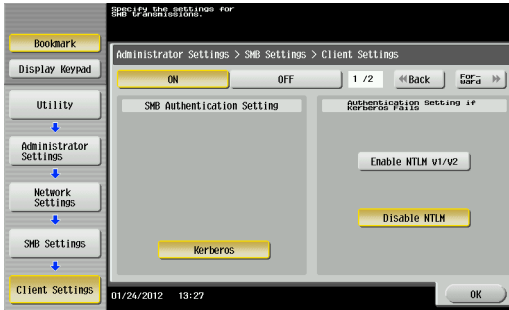 Specify the settings for
SMB transmissions.
Bookmark
Display Keypad
Utility
Administrator
Settings
Network
Settings
SMB Settings
Client Settings
Administrator Settings > SMB Settings > Client Settings
ON
OFF
1 /2
Back
For-
ward
SMB Authentication Setting
Kerberos
Authentication Setting if
Kerberos Fails
Enable NTLM v1/v2
Disable NTLM
01/24/2012 13:27
OK